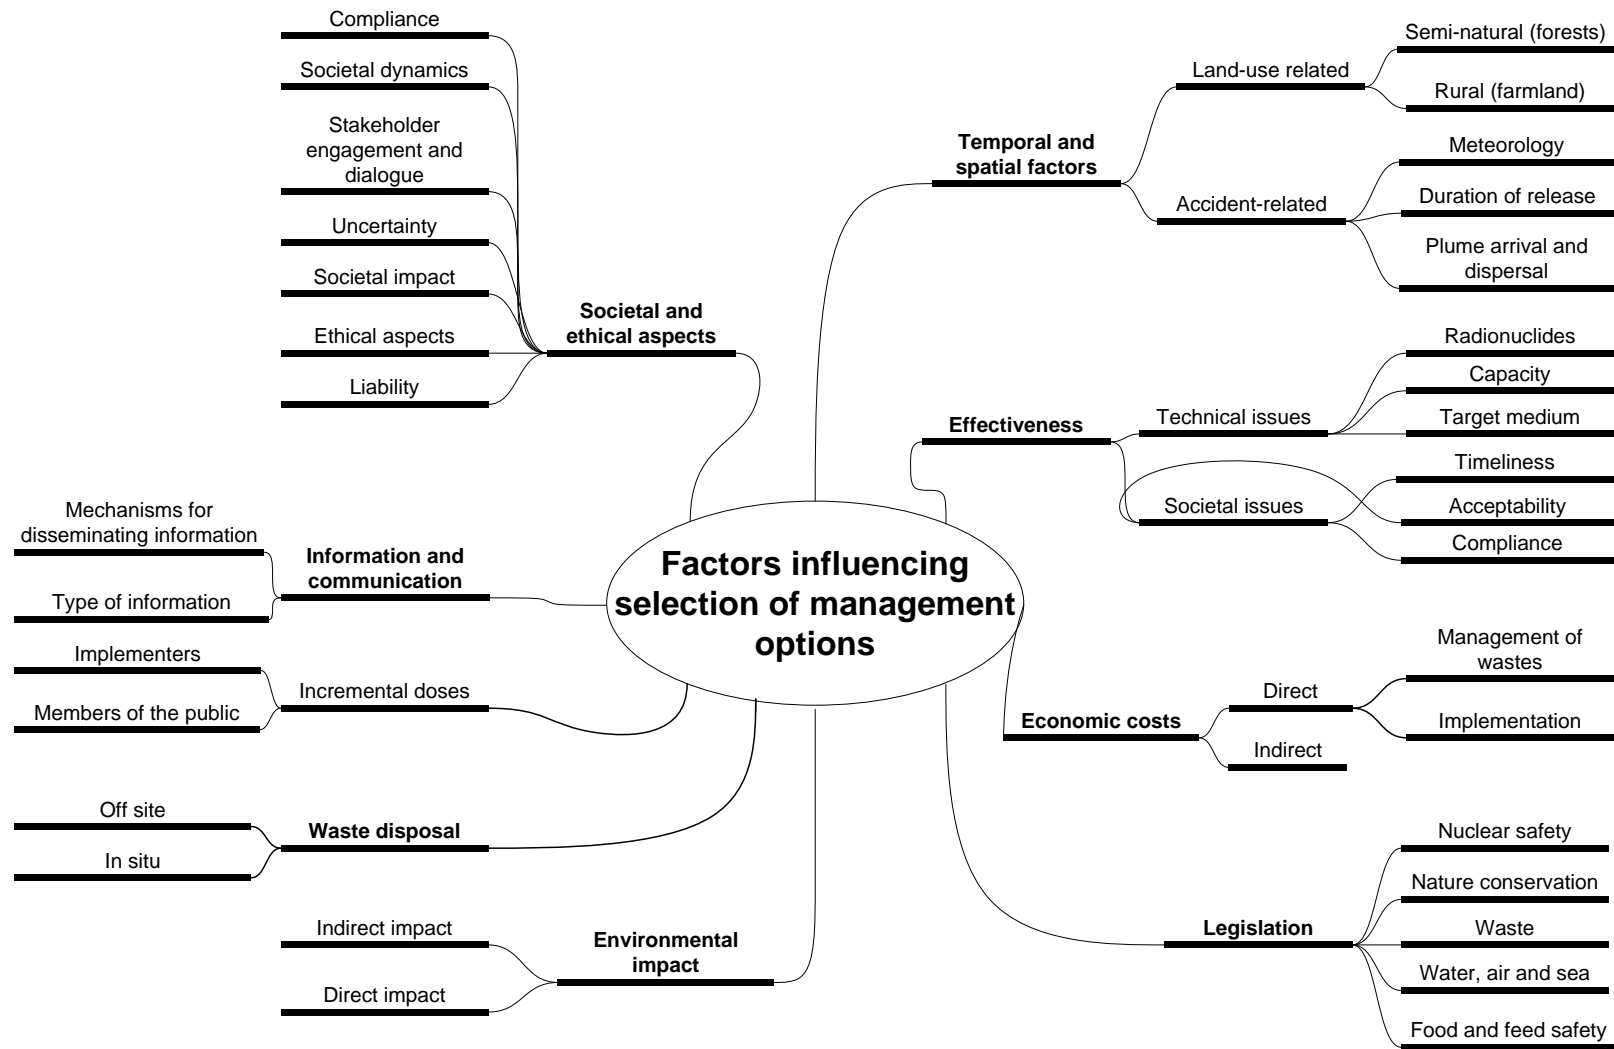 Compliance
Societal dynamics
Stakeholder
engagement and
dialogue
Uncertainty
Societal impact
Ethical aspects
Liability
Societal and
ethical aspects
Mechanisms for
disseminating information
Type of information
Information and
communication
Implementers
Members of the public
Incremental doses
Off site
In situ
Waste disposal
Indirect impact
Direct impact
Environmental
impact
Factors influencing
selection of management
options
Temporal and
spatial factors
Land-use related
Semi-natural (forests)
Rural (farmland)
Accident-related
Meteorology
Duration of release
Plume arrival and
dispersal
Effectiveness
Technical issues
Radionuclides
Capacity
Target medium
Societal issues
Timeliness
Acceptability
Compliance
Economic costs
Direct
Management of
wastes
Implementation
Indirect
Legislation
Nuclear safety
Nature conservation
Waste
Water, air and sea
Food and feed safety